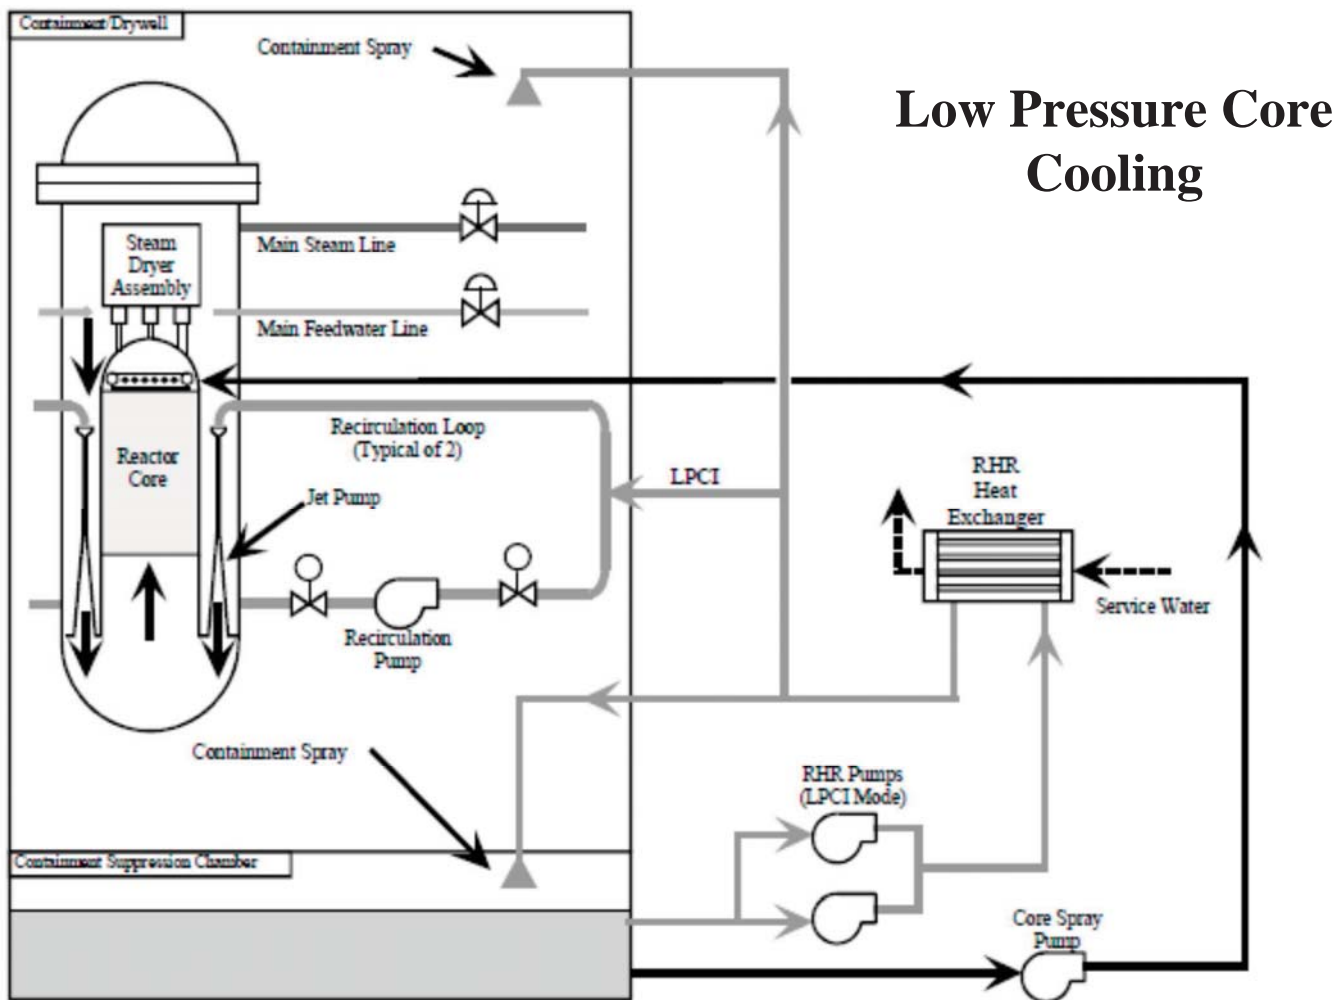 Containment/Drywell
Containment Spray
Low Pressure Core
Cooling
Steam
Dryer
Assembly
Main Steam Line
Main Feedwater Line
Recirculation Loop
(Typical of 2)
Reactor
Core
Jet Pump
LPCI
RHR
Heat
Exchanger
Service Water
Recirculation
Pump
Containment Spray
RHR Pumps
(LPCI Mode)
Containment Suppression Chamber
Core Spray
Pump